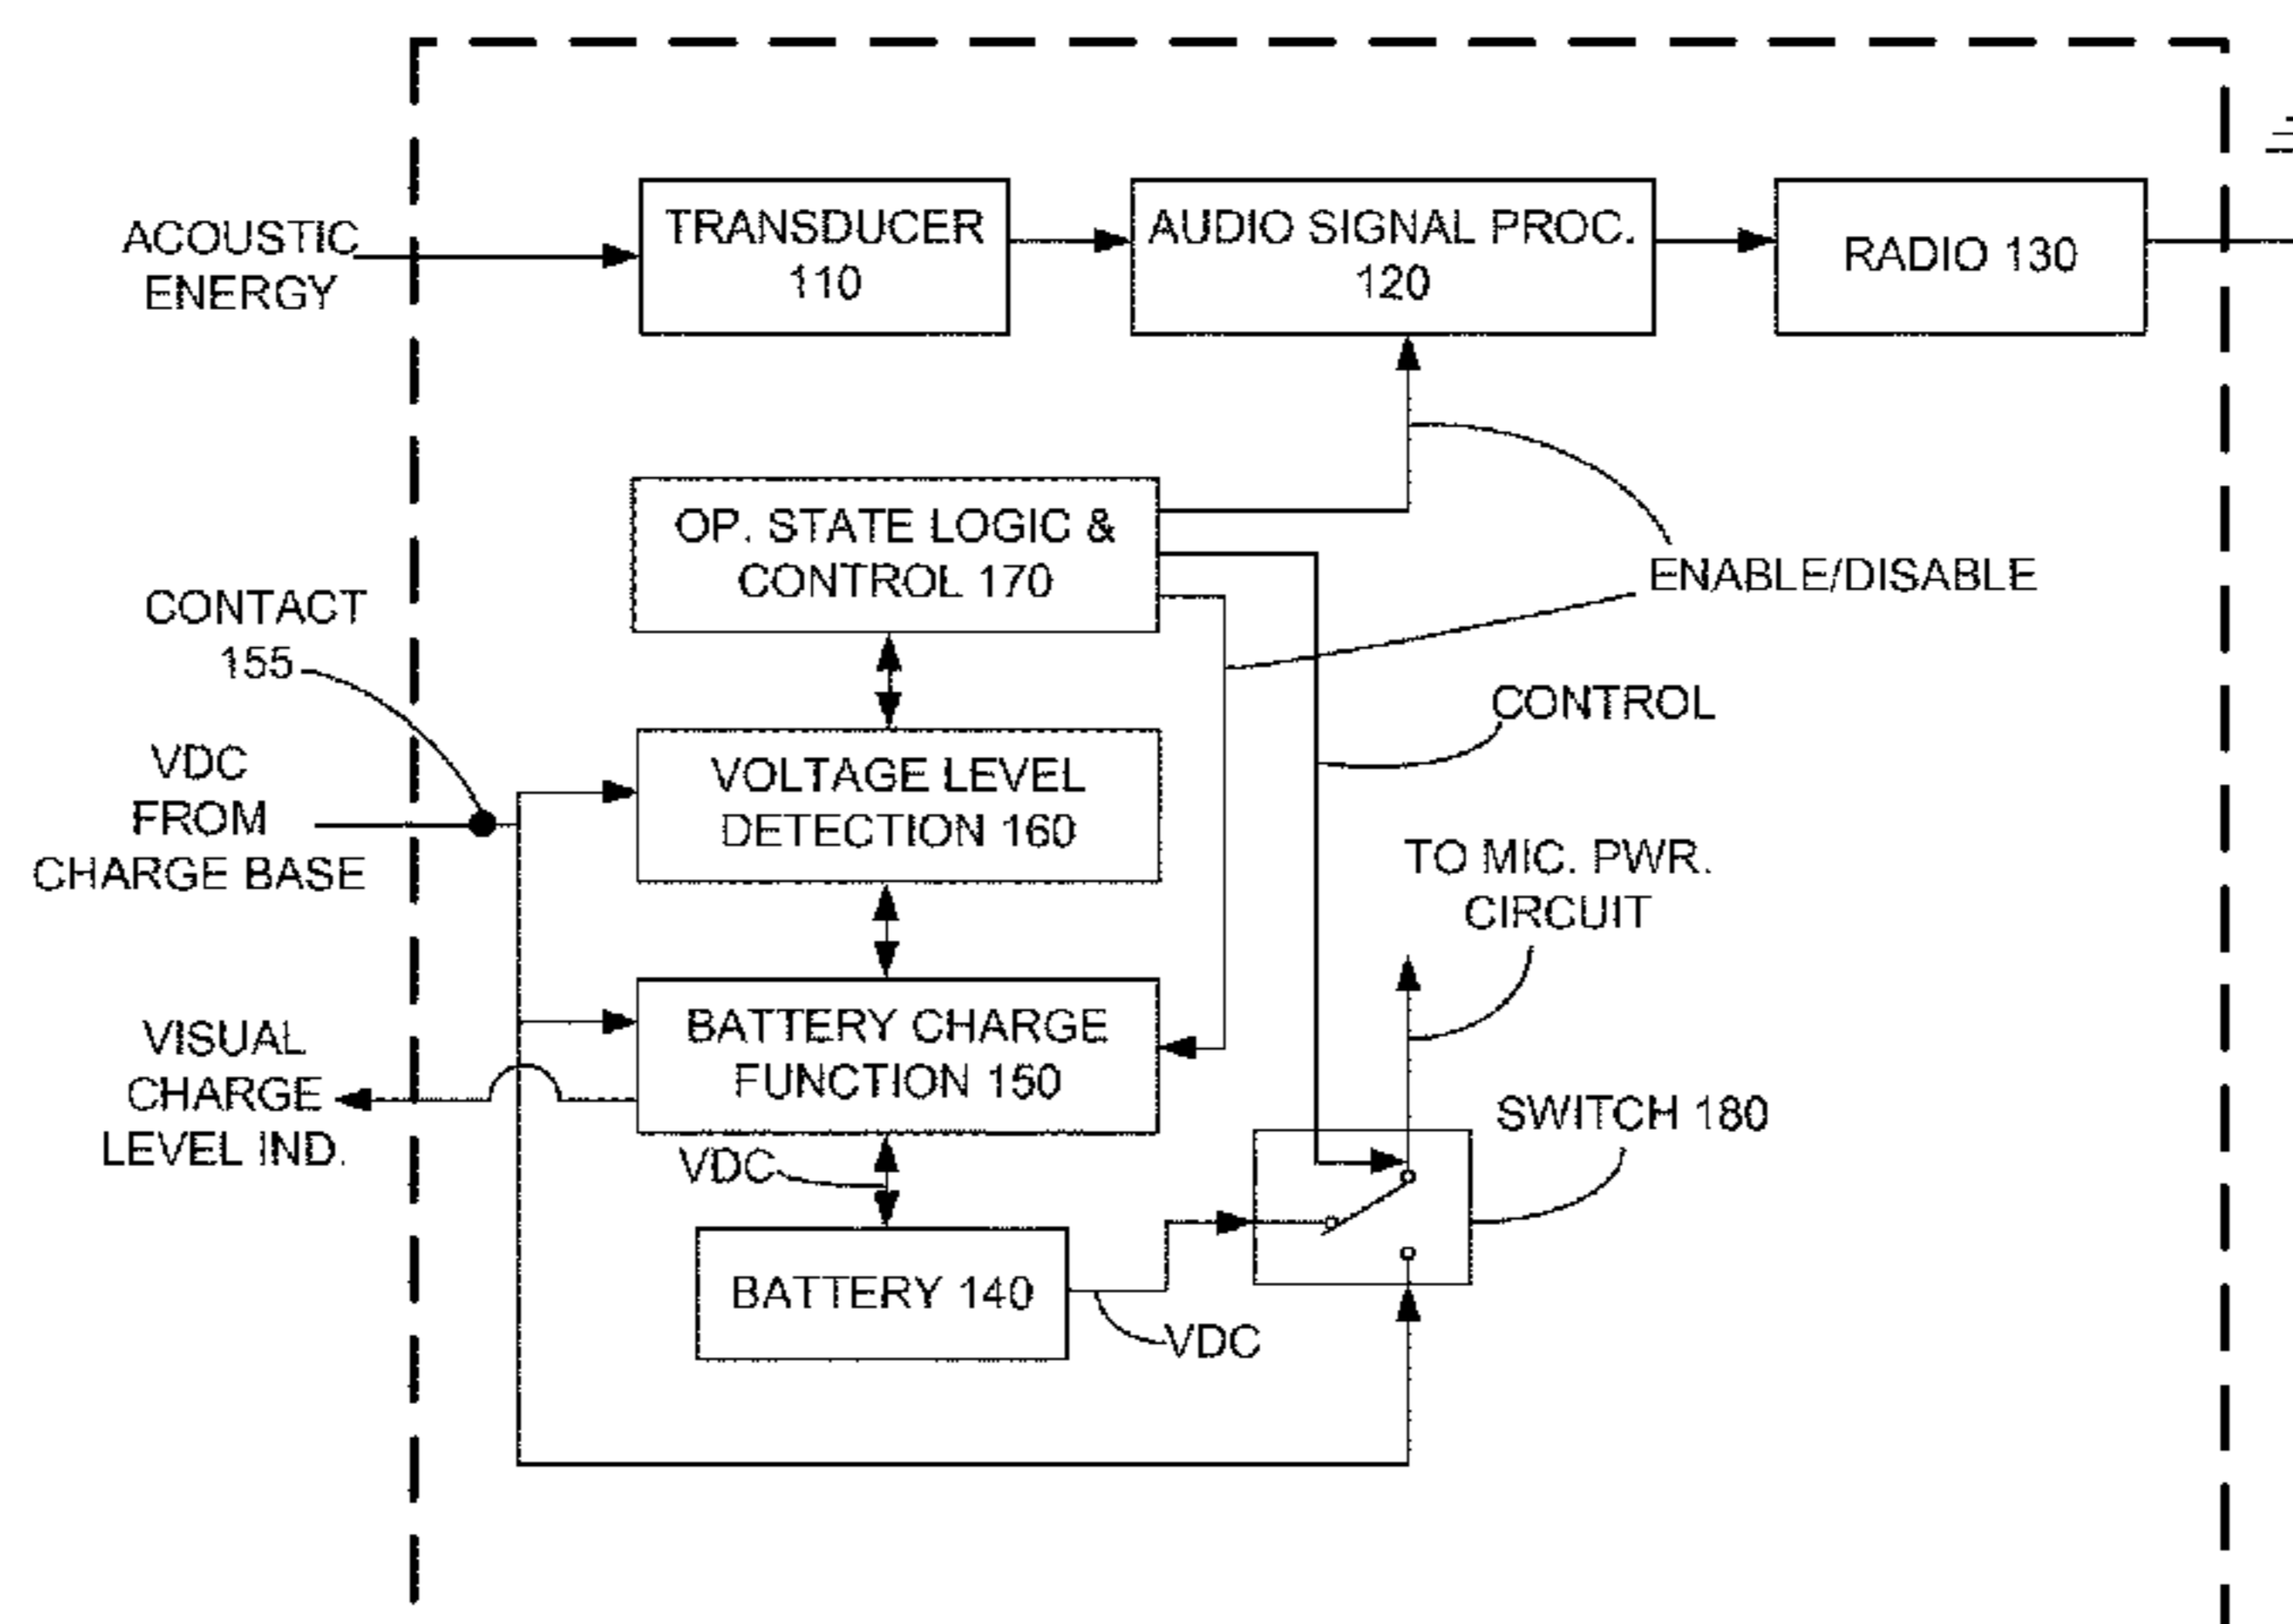 ACOUSTIC
ENERGY
TRANSDUCER
110
AUDIO SIGNAL PROC.
120
RADIO 130
OP. STATE LOGIC &
CONTROL 170
ENABLE/DISABLE
CONTACT
155
CONTROL
VDC
FROM
CHARGE BASE
VOLTAGE LEVEL
DETECTION 160
TO MIC. PWR.
CIRCUIT
VISUAL
CHARGE
LEVEL IND.
BATTERY CHARGE
FUNCTION 150
SWITCH 180
VDC
BATTERY 140
VDC